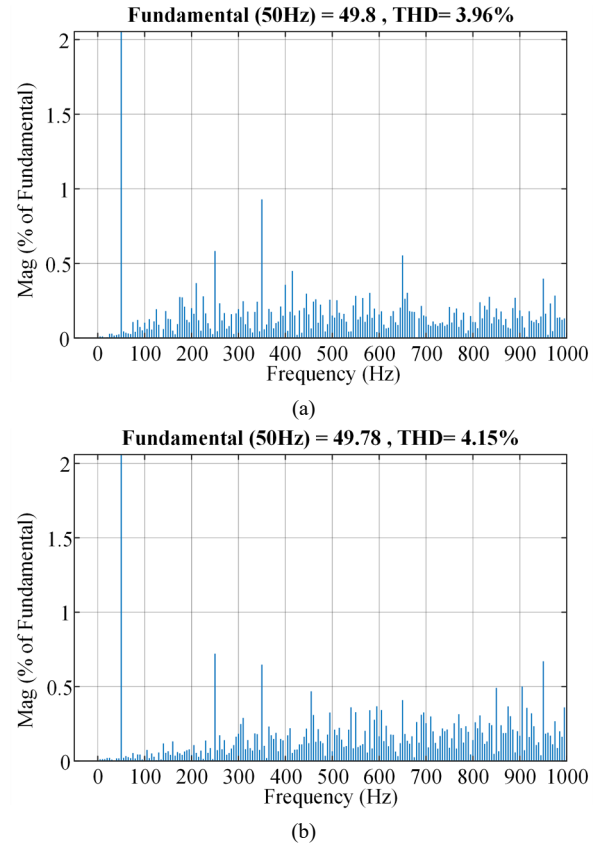 Fundamental (50Hz) = 49.8 , THD= 3.96%
2
1.5
1
0.5
0
Mag (% of Fundamental)
0 100 200 300 400 500 600 700 800 900 1000
Frequency (Hz)
(a)
Fundamental (50Hz) = 49.78 , THD= 4.15%
2
1.5
1
0.5
0
Mag (% of Fundamental)
0 100 200 300 400 500 600 700 800 900 1000
Frequency (Hz)
(b)